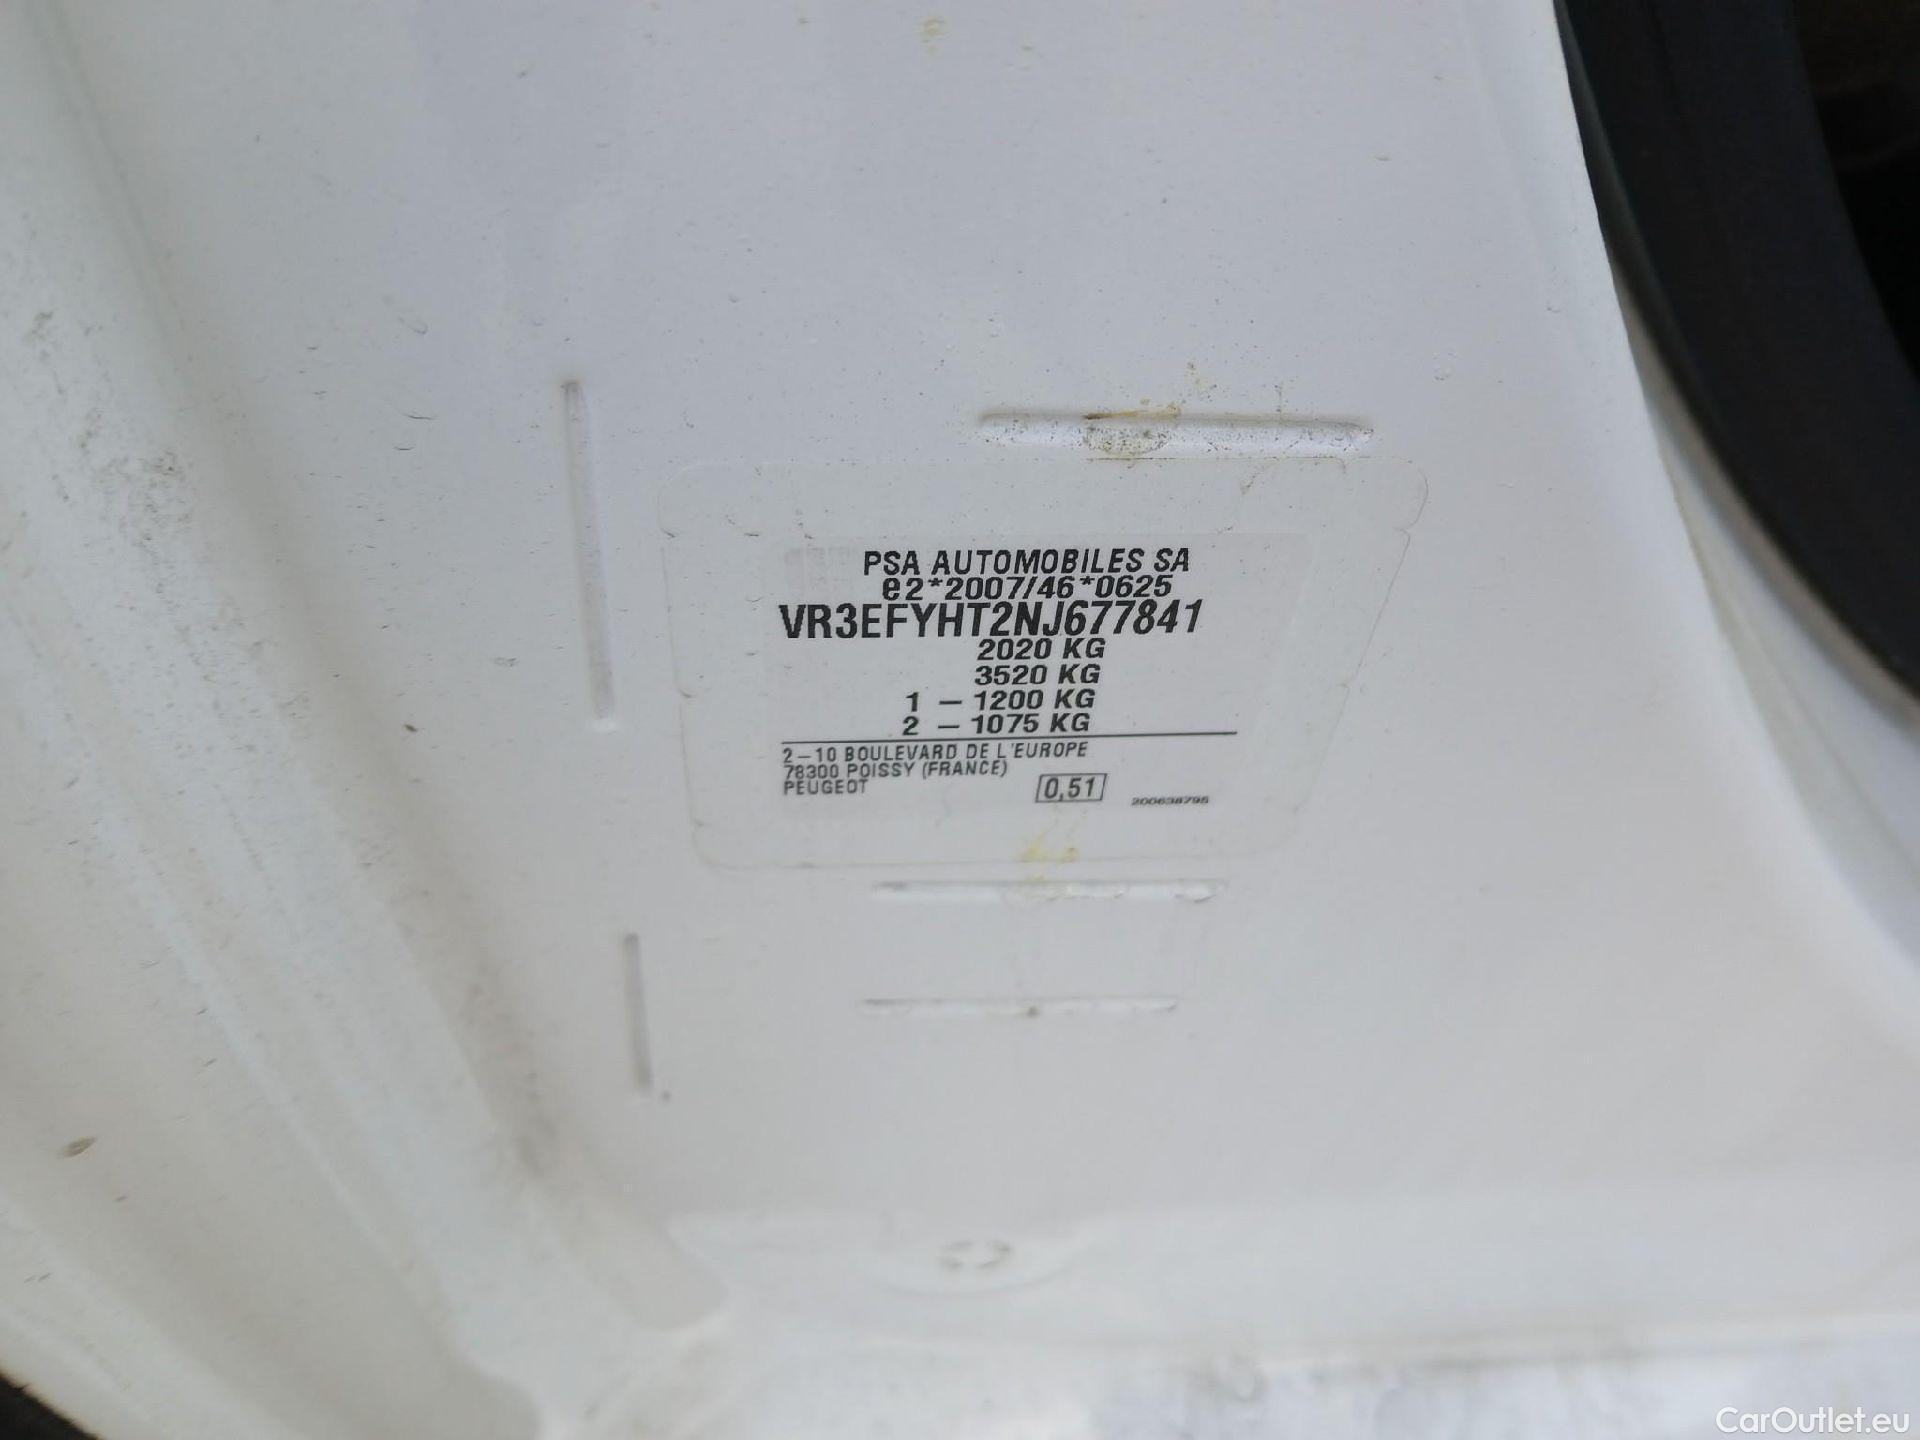 PSA AUTOMOBILES SA
e2*2007/46*0625
VR3EFYHT2NJ677841
2020 KG
3520 KG
1 - 1200 KG
2 - 1075 KG
2-10 BOULEVARD DE L'EUROPE
78300 POISSY (FRANCE)
PEUGEOT
0,51
200638795
CarOutlet.eu